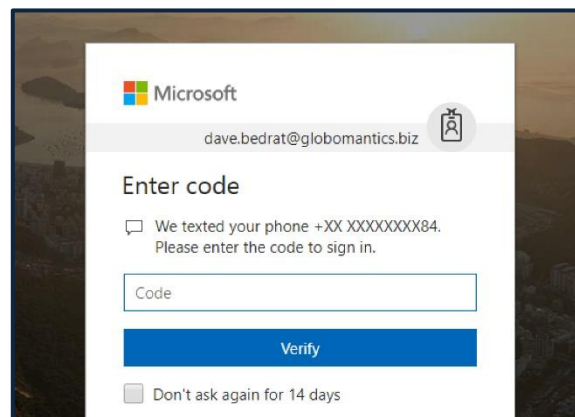 Microsoft
dave.bedrat@globomantics.biz
Enter code
We texted your phone +XX XXXXXXXX84.
Please enter the code to sign in.
Code
Verify
Don't ask again for 14 days